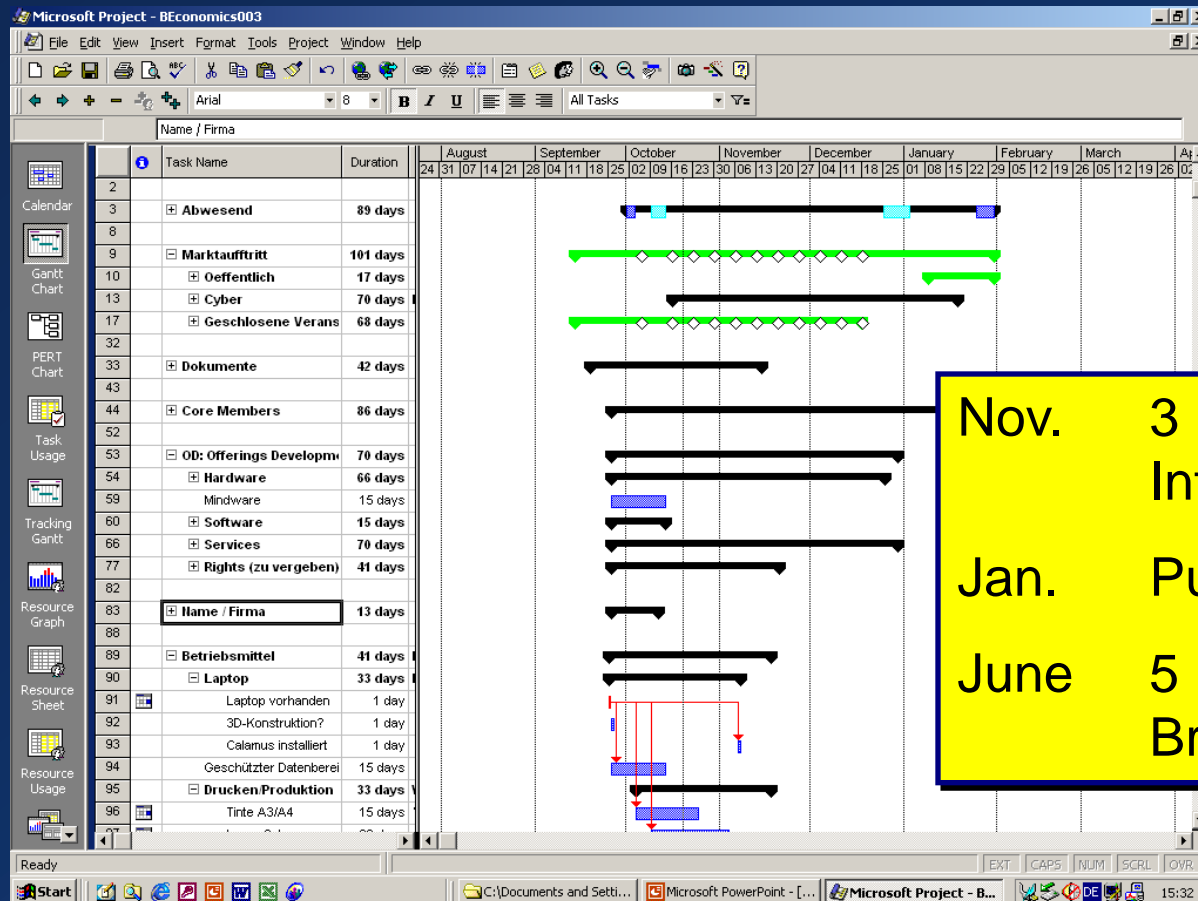 Microsoft Project - BEconomics003
File Edit View Insert Format Tools Project Window Help
Arial 8 B I U All Tasks
Name / Firma
Task Name Duration
August September October November December January February March
24 31 07 14 21 28 04 11 18 25 02 09 16 23 30 06 13 20 27 04 11 18 25 01 08 15 22 29 05 12 19 26 05 12 19 26 02
2
3 Abwesend 89 days
8
9 Marktaufftritt 101 days
10 Oeffentlich 17 days
13 Cyber 70 days
17 Geschlosene Verans 68 days
32
33 Dokumente 42 days
43
44 Core Members 86 days
52
53 OD: Offerings Developm 70 days
54 Hardware 66 days
59 Mindware 15 days
60 Software 15 days
66 Services 70 days
77 Rights (zu vergeben) 41 days
82
83 Name / Firma 13 days
88
89 Betriebsmittel 41 days
90 Laptop 33 days
91 Laptop vorhanden 1 day
92 3D-Konstruktion? 1 day
93 Calamus installiert 1 day
94 Geschützter Datenberei 15 days
95 Drucken/Produktion 33 days
96 Tinte A3/A4 15 days
Calendar
Gantt
Chart
PERT
Chart
Task
Usage
Tracking
Gantt
Resource
Graph
Resource
Sheet
Resource
Usage
Nov. 3
Jan.
June 5
Ready
EXT CAPS NUM SCRL OVR
Start C:\Documents and Setti... Microsoft PowerPoint - [... Microsoft Project - B... DE 15:32